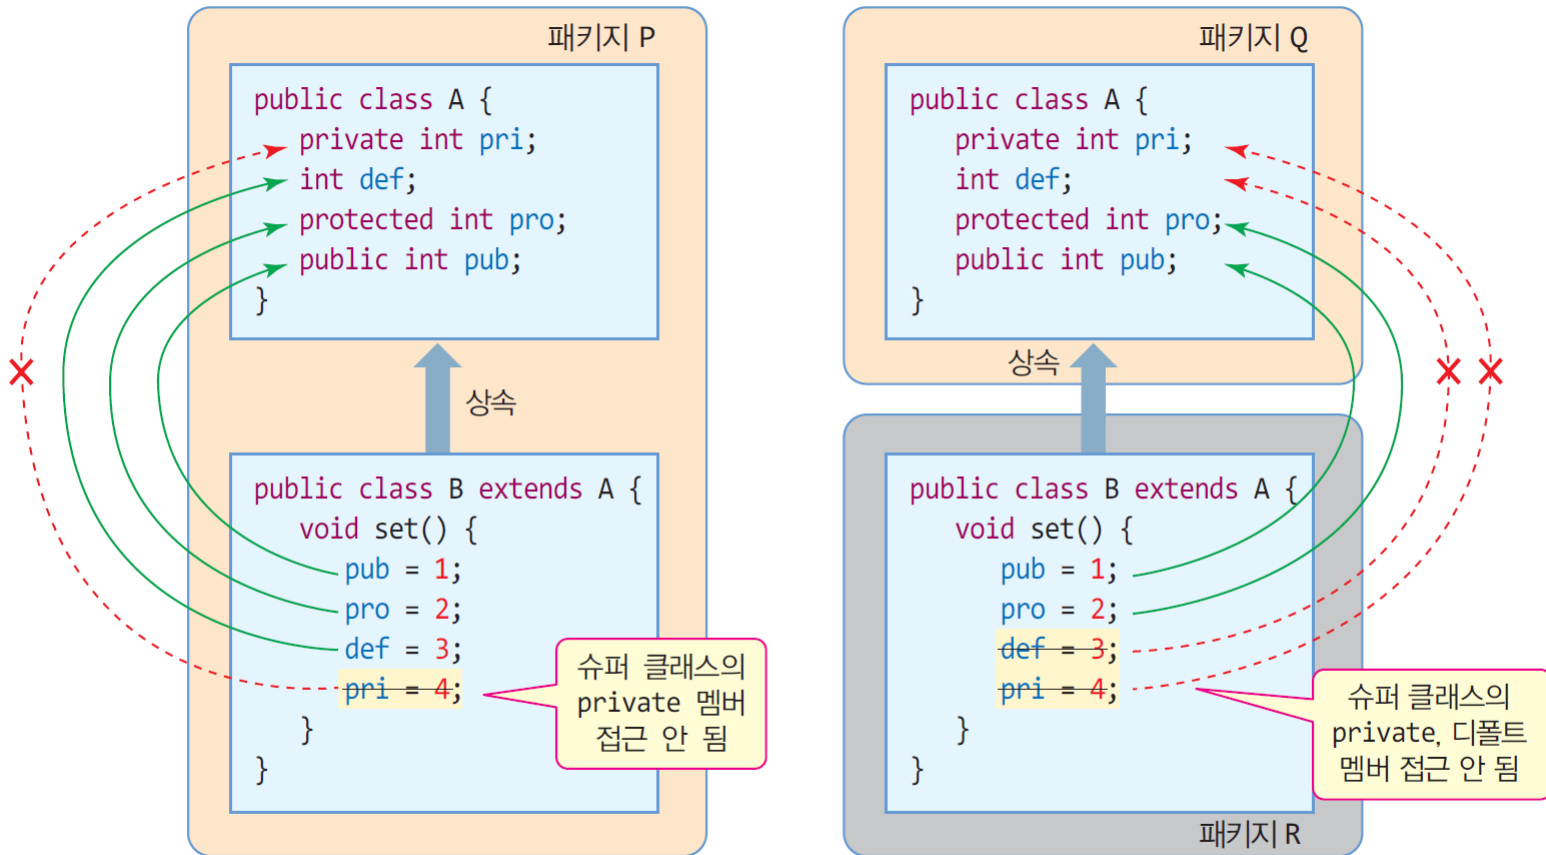 패키지 P
public class A {
private int pri;
int def;
protected int pro;
public int pub;
}
상속
public class B extends A {
void set() {
pub = 1;
pro = 2;
def = 3;
pri = 4;
}
}
슈퍼 클래스의
private 멤버
접근 안 됨
패키지 Q
public class A {
private int pri;
int def;
protected int pro;
public int pub;
}
상속
public class B extends A {
void set() {
pub = 1;
pro = 2;
def = 3;
pri = 4;
}
}
슈퍼 클래스의
private, 디폴트
멤버 접근 안 됨
패키지 R